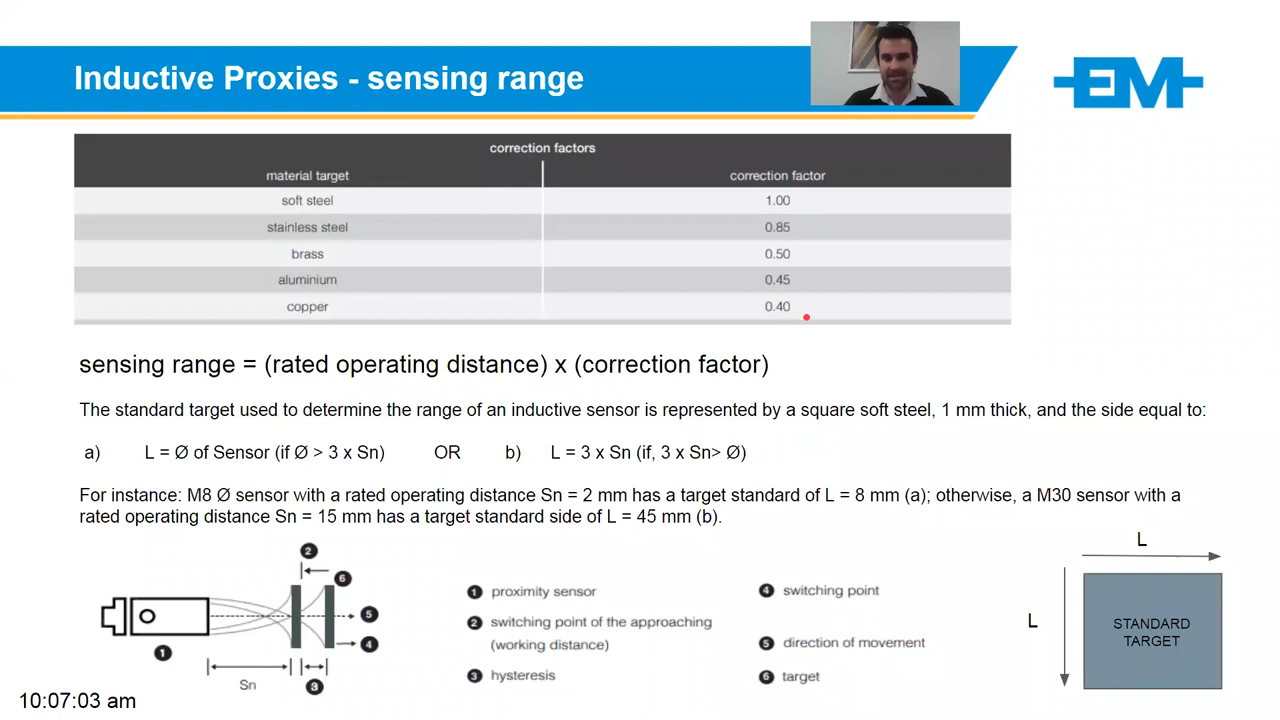 Inductive Proxies - sensing range
EM
correction factors
material target correction factor
soft steel 1.00
stainless steel 0.85
brass 0.50
aluminium 0.45
copper 0.40
sensing range = (rated operating distance) x (correction factor)
The standard target used to determine the range of an inductive sensor is represented by a square soft steel, 1 mm thick, and the side equal to:
a) L = Ø of Sensor (if Ø > 3 x Sn) OR b) L = 3 x Sn (if, 3 x Sn> Ø)
For instance: M8 Ø sensor with a rated operating distance Sn = 2 mm has a target standard of L = 8 mm (a); otherwise, a M30 sensor with a
rated operating distance Sn = 15 mm has a target standard side of L = 45 mm (b).
2
6
5
4
1
Sn
3
1 proximity sensor
2 switching point of the approaching
(working distance)
3 hysteresis
4 switching point
5 direction of movement
6 target
L
L
STANDARD
TARGET
10:07:03 am